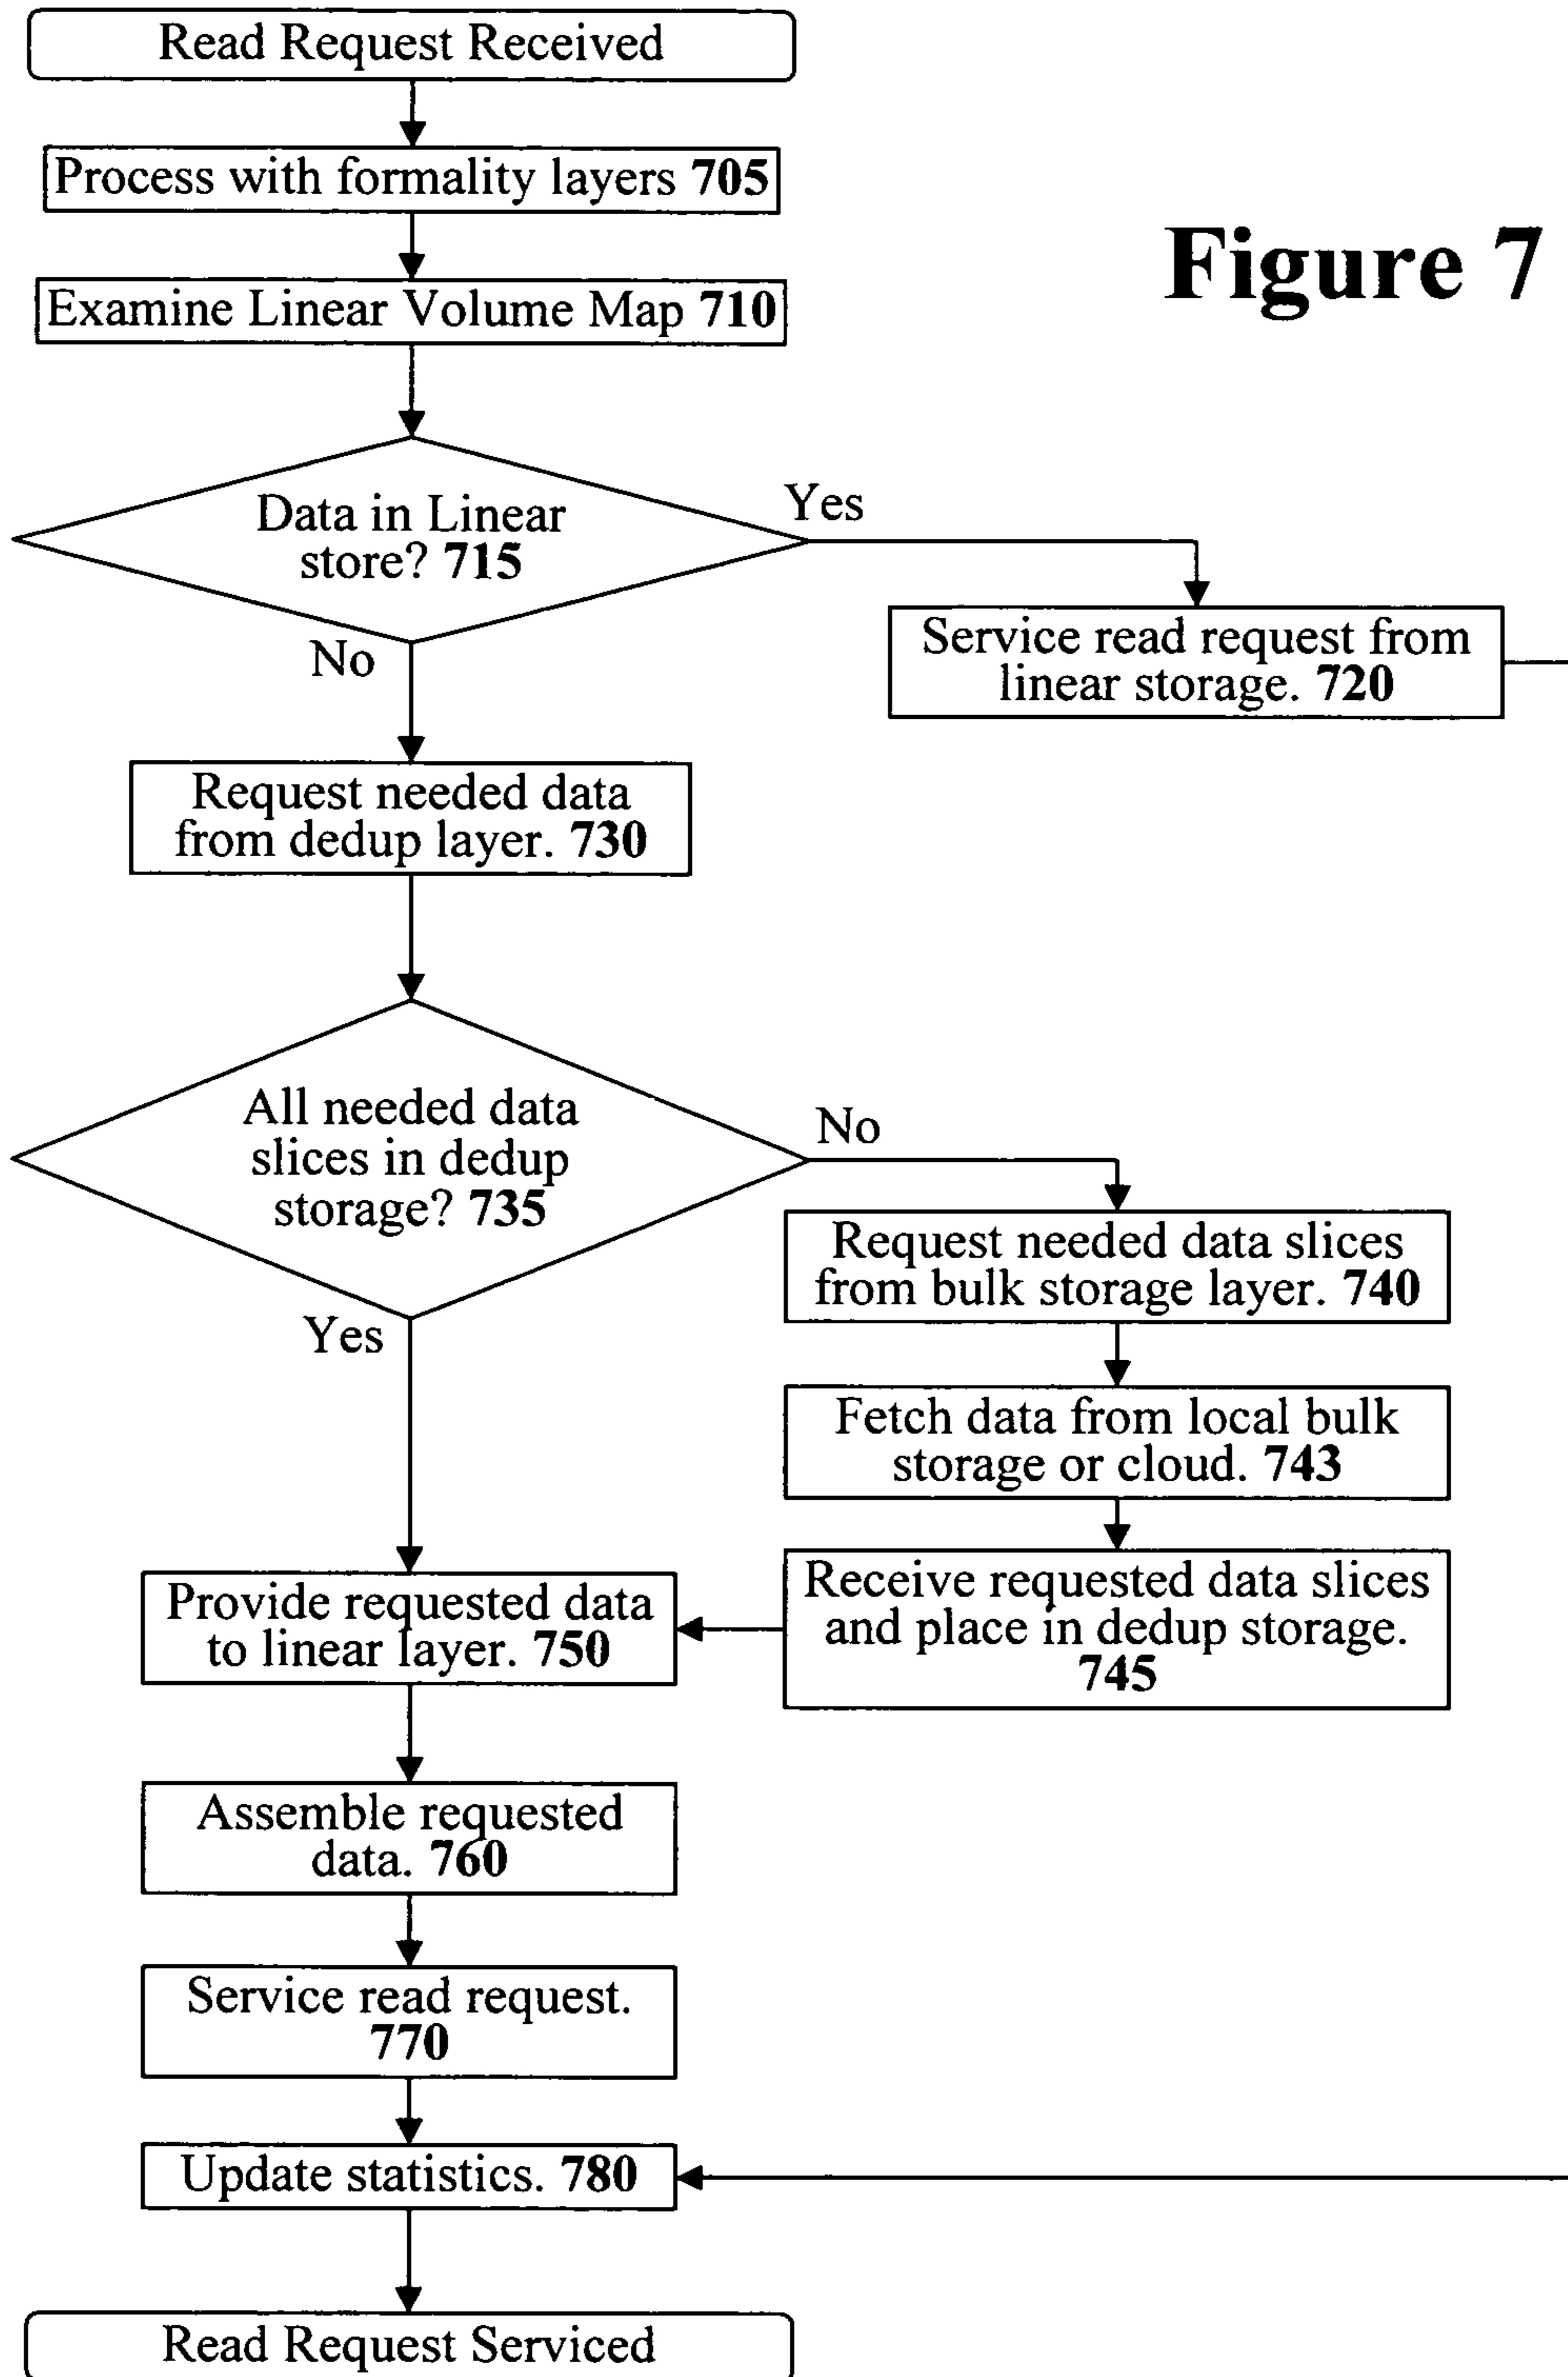 Read Request Received
Process with formality layers 705
Figure 7
Examine Linear Volume Map 710
Data in Linear
store? 715
Yes
No
Service read request from
linear storage. 720
Request needed data
from dedup layer. 730
All needed data
slices in dedup
storage? 735
No
Yes
Request needed data slices
from bulk storage layer. 740
Fetch data from local bulk
storage or cloud. 743
Receive requested data slices
and place in dedup storage.
745
Provide requested data
to linear layer. 750
Assemble requested
data. 760
Service read request.
770
Update statistics. 780
Read Request Serviced